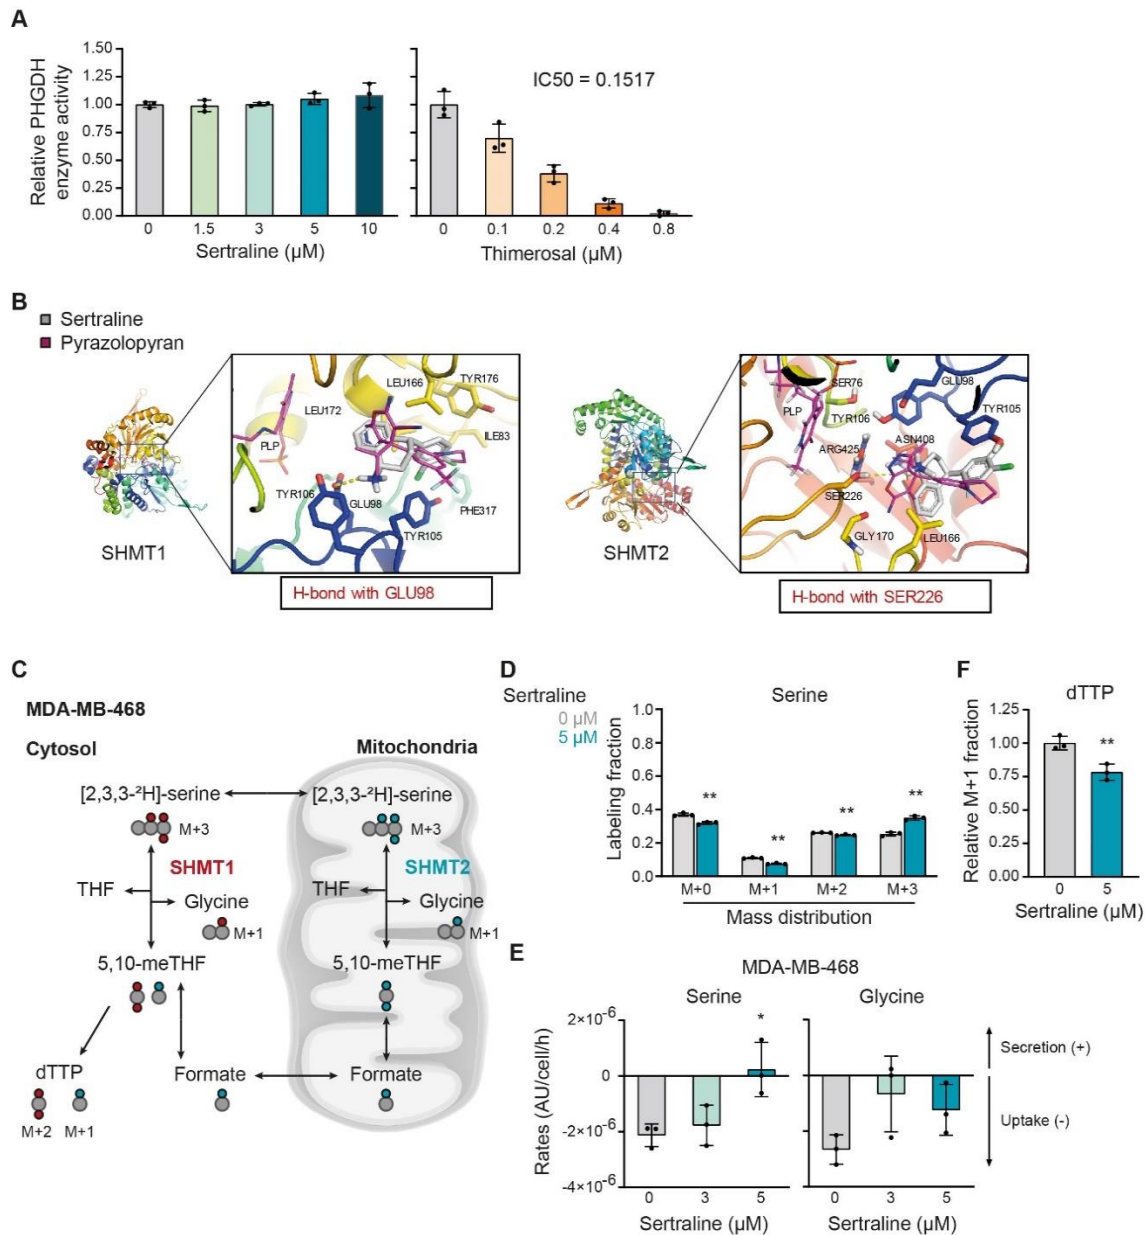 A
Relative PHGDH
enzyme activity
1.50
1.25
1.00
0.75
0.50
0.25
0.00
0 1.5 3 5 10
Sertraline (µM)
IC50 = 0.1517
0 0.1 0.2 0.4 0.8
Thimerosal (µM)
B
Sertraline
Pyrazolopyran
SHMT1
LEU166
TYR176
LEU172
ILE83
PLP
TYR106
GLU98
PHE317
TYR105
H-bond with GLU98
SHMT2
SER76
GLU98
PLP
TYR106
TYR105
ARG425
ASN408
SER226
GLY170
LEU166
H-bond with SER226
C
MDA-MB-468
Cytosol
Mitochondria
[2,3,3-²H]-serine
[2,3,3-²H]-serine
M+3
M+3
SHMT1
SHMT2
THF
THF
Glycine
Glycine
M+1
M+1
5,10-meTHF
5,10-meTHF
dTTP
Formate
Formate
M+2 M+1
D
Sertraline
0 µM
5 µM
Serine
Labeling fraction
1.0
0.8
0.6
0.4
0.2
0
**
**
**
**
M+0 M+1 M+2 M+3
Mass distribution
E
MDA-MB-468
Serine
Glycine
Rates (AU/cell/h)
2×10⁻⁶
0
-2×10⁻⁶
-4×10⁻⁶
*
0 3 5
Sertraline (µM)
0 3 5
Sertraline (µM)
Secretion (+)
Uptake (-)
F
dTTP
Relative M+1 fraction
1.25
1.00
0.75
0.50
0.25
0.00
**
0 5
Sertraline (µM)